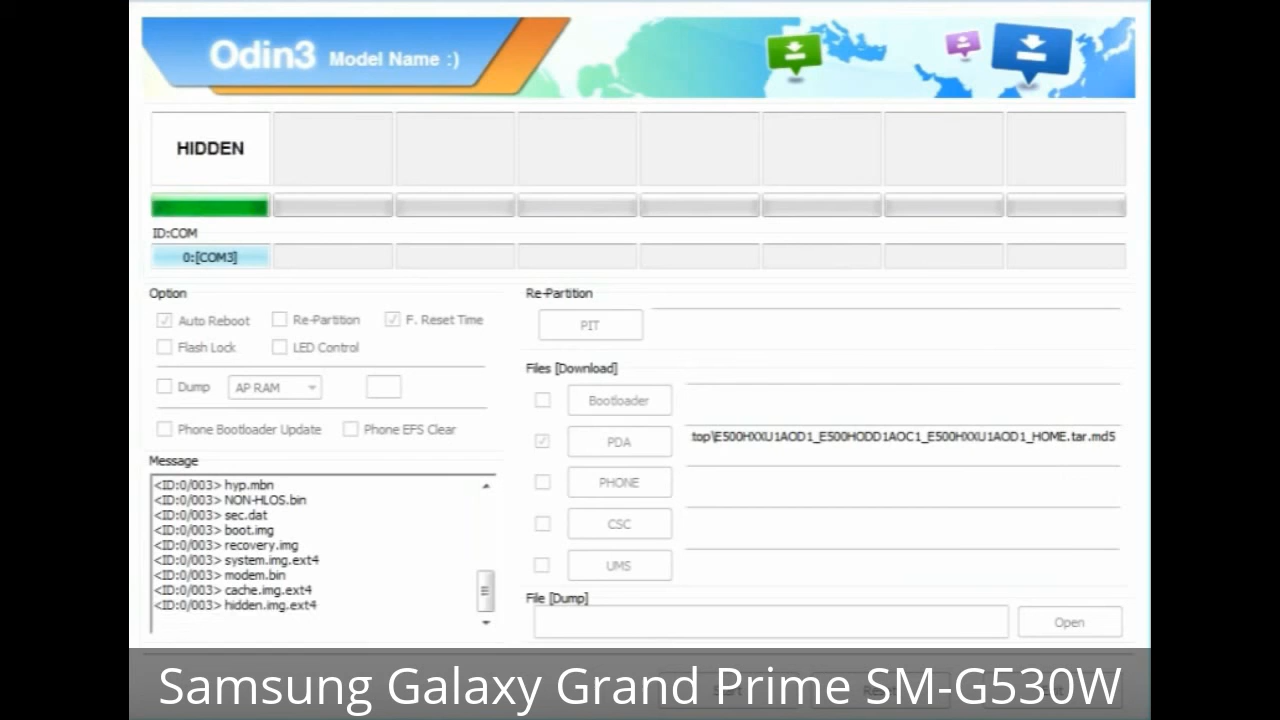 Odin3 Model Name :)
HIDDEN
ID:COM
0:[COM3]
Option
Auto Reboot
Re-Partition
F. Reset Time
Flash Lock
LED Control
Dump
AP RAM
Phone Bootloader Update
Phone EFS Clear
Message
<ID:0/003> hyp.mbn
<ID:0/003> NON-HLOS.bin
<ID:0/003> sec.dat
<ID:0/003> boot.img
<ID:0/003> recovery.img
<ID:0/003> system.img.ext4
<ID:0/003> modem.bin
<ID:0/003> cache.img.ext4
<ID:0/003> hidden.img.ext4
Re-Partition
PIT
Files [Download]
Bootloader
PDA
top\E500HXXU1AOD1_E500HODD1AOC1_E500HXXU1AOD1_HOME.tar.md5
PHONE
CSC
UMS
File [Dump]
Open
Samsung Galaxy Grand Prime SM-G530W